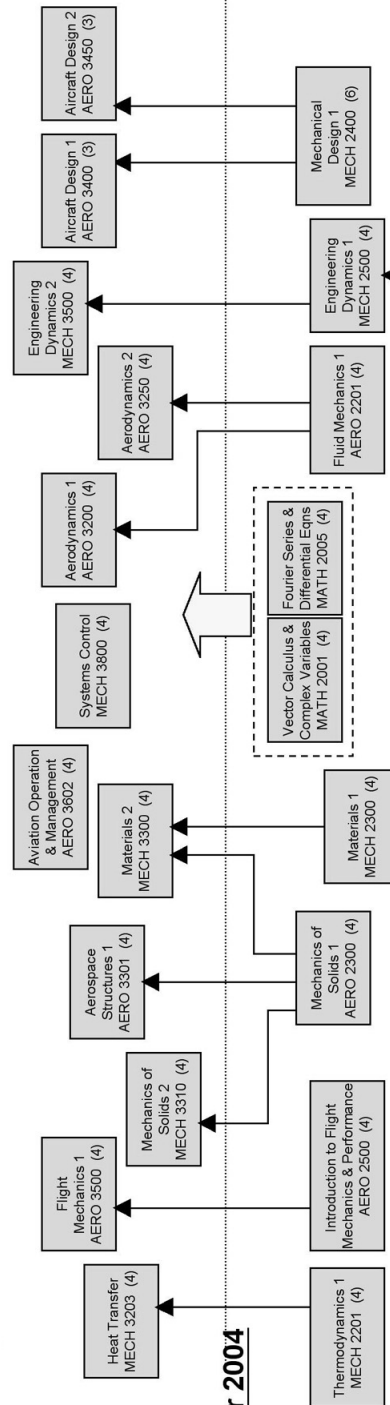 Heat Transfer
MECH 3203 (4)
Flight
Mechanics 1
AERO 3500 (4)
Mechanics of
Solids 2
MECH 3310 (4)
Aerospace
Structures 1
AERO 3301 (4)
Aviation Operation
& Management
AERO 3602 (4)
Materials 2
MECH 3300 (4)
Systems Control
MECH 3800 (4)
Aerodynamics 1
AERO 3200 (4)
Aerodynamics 2
AERO 3250 (4)
Engineering
Dynamics 2
MECH 3500 (4)
Aircraft Design 1
AERO 3400 (3)
Aircraft Design 2
AERO 3450 (3)
r 2004
Thermodynamics 1
MECH 2201 (4)
Introduction to Flight
Mechanics & Performance
AERO 2500 (4)
Mechanics of
Solids 1
AERO 2300 (4)
Materials 1
MECH 2300 (4)
Vector Calculus &
Complex Variables
MATH 2001 (4)
Fourier Series &
Differential Eqns
MATH 2005 (4)
Fluid Mechanics 1
AERO 2201 (4)
Engineering
Dynamics 1
MECH 2500 (4)
Mechanical
Design 1
MECH 2400 (6)